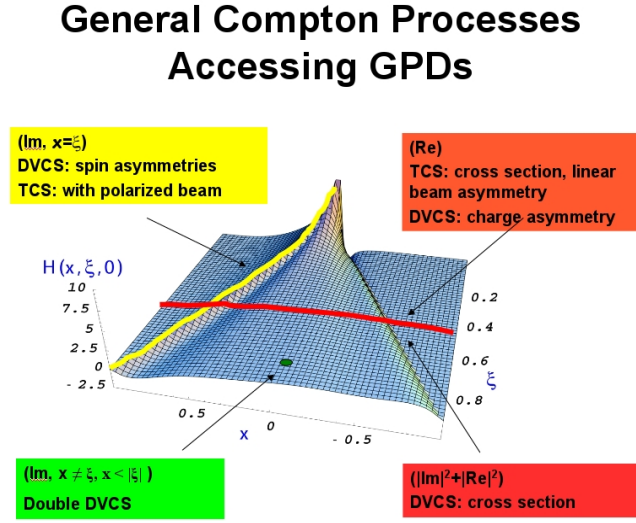 General Compton Processes
Accessing GPDs
(Im, x=ξ)
DVCS: spin asymmetries
TCS: with polarized beam
(Re)
TCS: cross section, linear
beam asymmetry
DVCS: charge asymmetry
H(x,ξ,0)
10
7.5
5
2.5
0
-2.5
0.5
0
-0.5
x
0.2
0.4
0.6
0.8
ξ
(Im, x ≠ ξ, x < |ξ| )
Double DVCS
(|Im|²+|Re|²)
DVCS: cross section